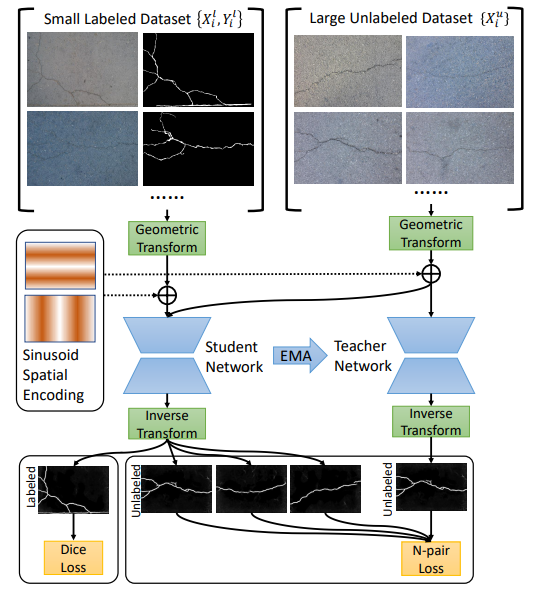 Small Labeled Dataset {X_i^l, Y_i^l}
Large Unlabeled Dataset {X_i^u}
......
......
Geometric
Transform
Geometric
Transform
Sinusoid
Spatial
Encoding
Student
Network
EMA
Teacher
Network
Inverse
Transform
Inverse
Transform
Labeled
Unlabeled
Unlabeled
Dice
Loss
N-pair
Loss